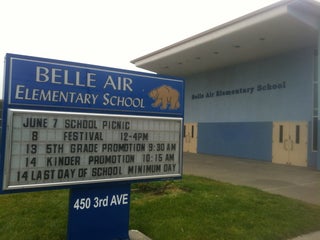 BELLE AIR
ELEMENTARY SCHOOL
JUNE 7 SCHOOL PICNIC
8 FESTIVAL 12-4PM
13 5TH GRADE PROMOTION 9:30 AM
14 KINDER PROMOTION 10:15 AM
14 LAST DAY OF SCHOOL MINIMUM DAY
450 3rd AVE
Belle Air Elementary School